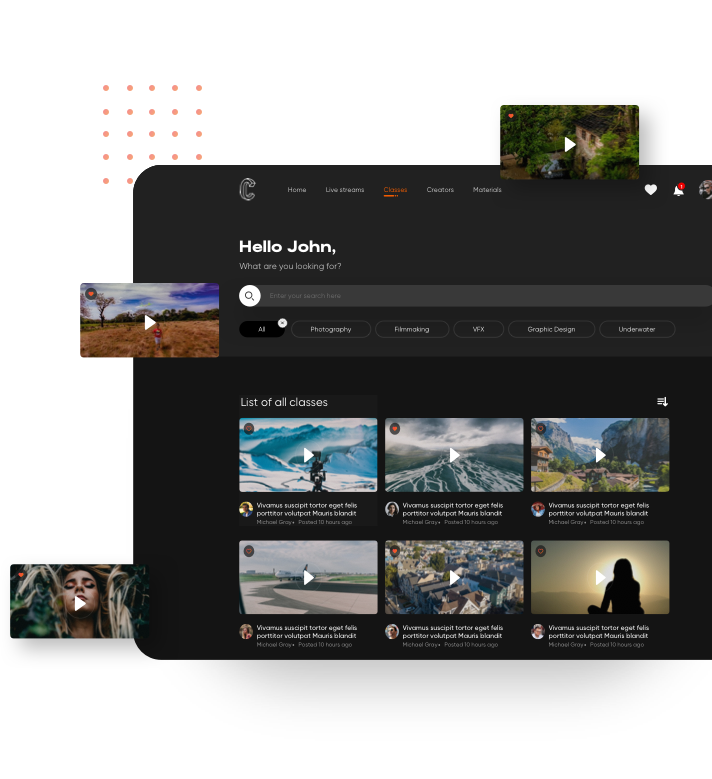 C
Home Live streams Classes Creators Materials
1
Hello John,
What are you looking for?
Enter your search here
All Photography Filmmaking VFX Graphic Design Underwater
List of all classes
Vivamus suscipit tortor eget felis
porttitor volutpat Mauris blandit
Michael Gray• Posted 10 hours ago
Vivamus suscipit tortor eget felis
porttitor volutpat Mauris blandit
Michael Gray• Posted 10 hours ago
Vivamus suscipit tortor eget felis
porttitor volutpat Mauris blandit
Michael Gray• Posted 10 hours ago
Vivamus suscipit tortor eget felis
porttitor volutpat Mauris blandit
Michael Gray• Posted 10 hours ago
Vivamus suscipit tortor eget felis
porttitor volutpat Mauris blandit
Michael Gray• Posted 10 hours ago
Vivamus suscipit tortor eget felis
porttitor volutpat Mauris blandit
Michael Gray• Posted 10 hours ago